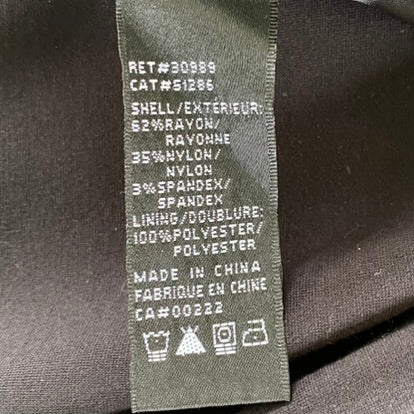 RET#30989
CAT#51286
SHELL/EXTÉRIEUR:
62%RAYON/
RAYONNE
35%NYLON/
NYLON
3%SPANDEX/
SPANDEX
LINING/DOUBLURE:
100%POLYESTER/
POLYESTER
MADE IN CHINA
FABRIQUE EN CHINE
CA#00222